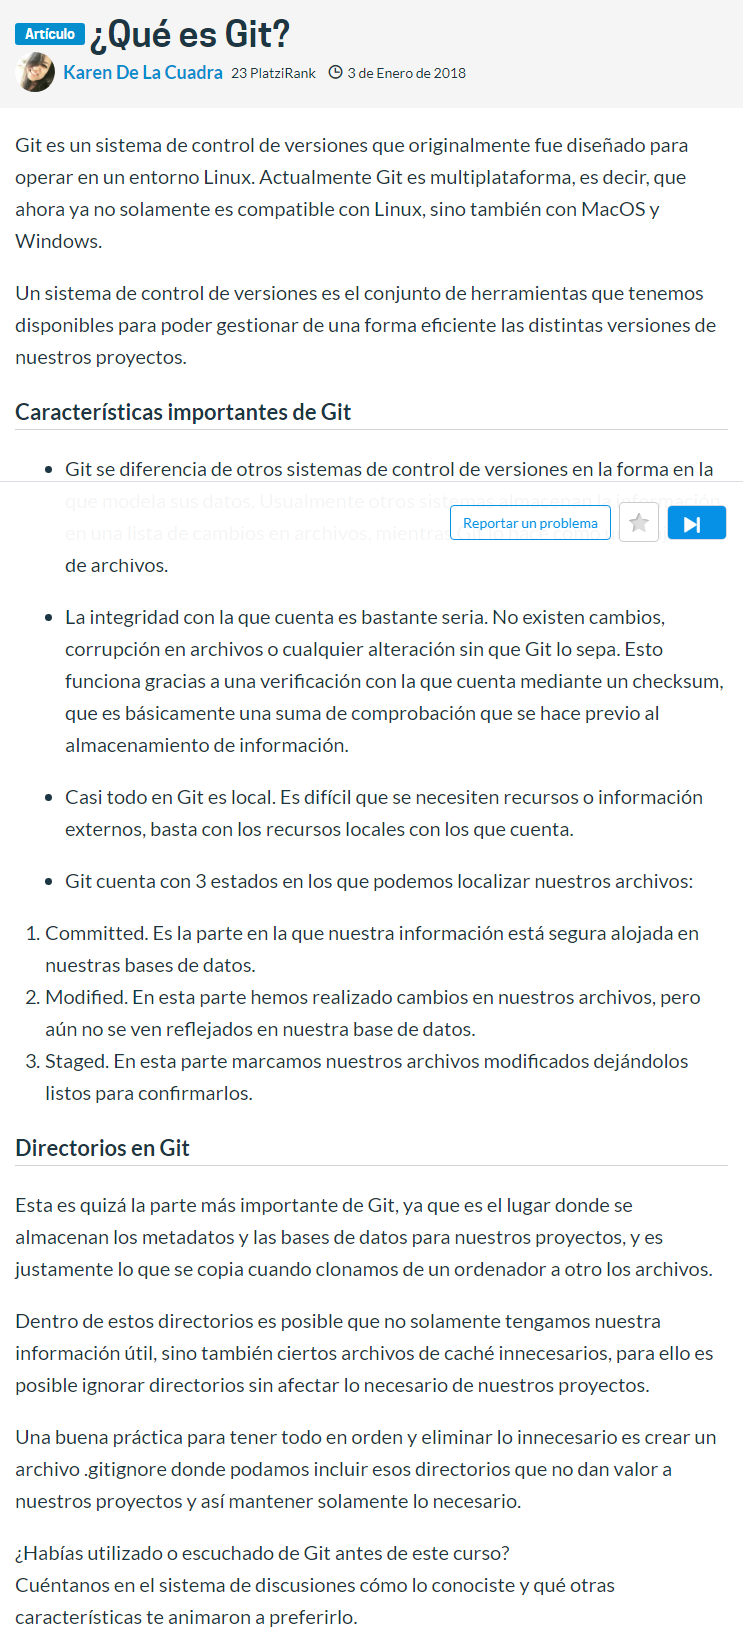 Artículo ¿Qué es Git?
Karen De La Cuadra 23 PlatziRank 3 de Enero de 2018
Git es un sistema de control de versiones que originalmente fue diseñado para
operar en un entorno Linux. Actualmente Git es multiplataforma, es decir, que
ahora ya no solamente es compatible con Linux, sino también con MacOS y
Windows.
Un sistema de control de versiones es el conjunto de herramientas que tenemos
disponibles para poder gestionar de una forma eficiente las distintas versiones de
nuestros proyectos.
Características importantes de Git
• Git se diferencia de otros sistemas de control de versiones en la forma en la
que modela sus datos. Usualmente otros sistemas almacenan la información
en una lista de cambios en archivos, mientras Git lo hace como
Reportar un problema
de archivos.
• La integridad con la que cuenta es bastante seria. No existen cambios,
corrupción en archivos o cualquier alteración sin que Git lo sepa. Esto
funciona gracias a una verificación con la que cuenta mediante un checksum,
que es básicamente una suma de comprobación que se hace previo al
almacenamiento de información.
• Casi todo en Git es local. Es difícil que se necesiten recursos o información
externos, basta con los recursos locales con los que cuenta.
• Git cuenta con 3 estados en los que podemos localizar nuestros archivos:
1. Committed. Es la parte en la que nuestra información está segura alojada en
nuestras bases de datos.
2. Modified. En esta parte hemos realizado cambios en nuestros archivos, pero
aún no se ven reflejados en nuestra base de datos.
3. Staged. En esta parte marcamos nuestros archivos modificados dejándolos
listos para confirmarlos.
Directorios en Git
Esta es quizá la parte más importante de Git, ya que es el lugar donde se
almacenan los metadatos y las bases de datos para nuestros proyectos, y es
justamente lo que se copia cuando clonamos de un ordenador a otro los archivos.
Dentro de estos directorios es posible que no solamente tengamos nuestra
información útil, sino también ciertos archivos de caché innecesarios, para ello es
posible ignorar directorios sin afectar lo necesario de nuestros proyectos.
Una buena práctica para tener todo en orden y eliminar lo innecesario es crear un
archivo .gitignore donde podamos incluir esos directorios que no dan valor a
nuestros proyectos y así mantener solamente lo necesario.
¿Habías utilizado o escuchado de Git antes de este curso?
Cuéntanos en el sistema de discusiones cómo lo conociste y qué otras
características te animaron a preferirlo.